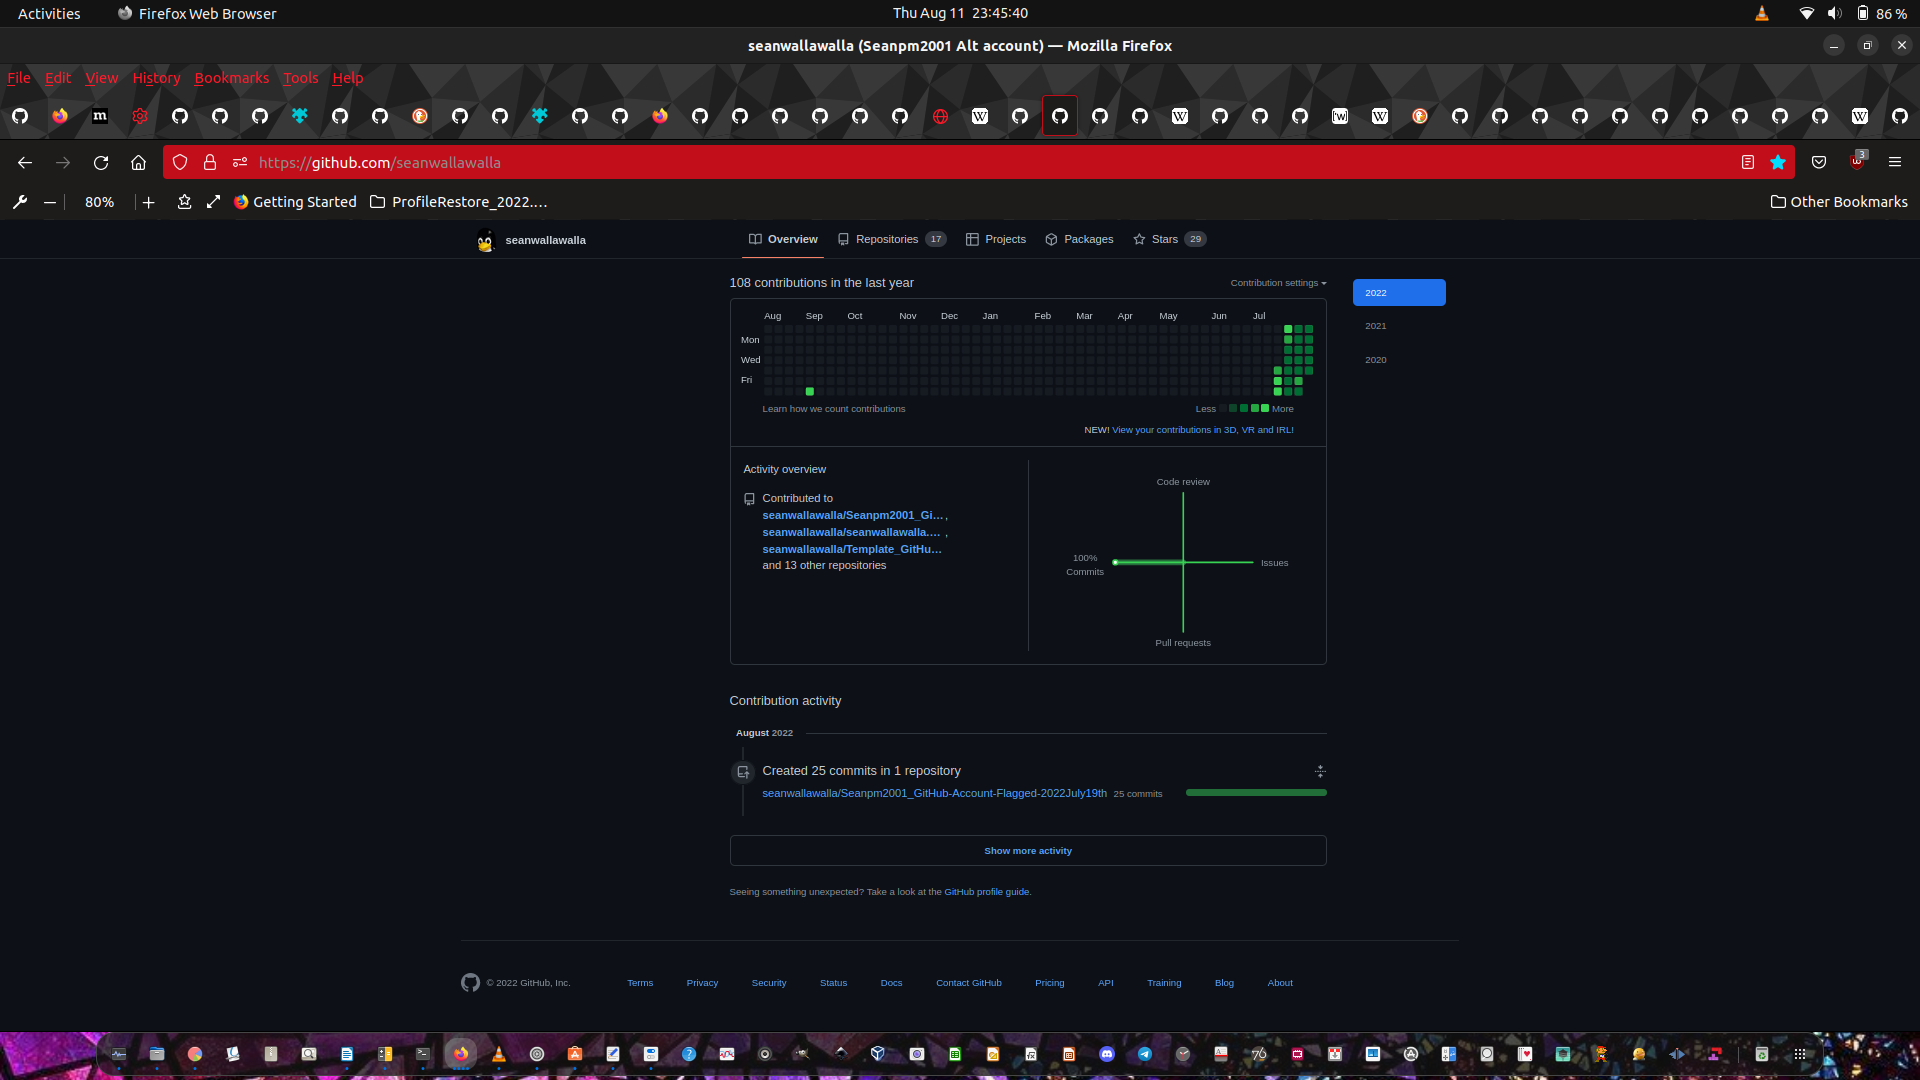 Activities
Firefox Web Browser
Thu Aug 11 23:45:40
86 %
seanwallawalla (Seanpm2001 Alt account) — Mozilla Firefox
File Edit View History Bookmarks Tools Help
https://github.com/seanwallawalla
3
80%
Getting Started
ProfileRestore_2022.…
Other Bookmarks
seanwallawalla
Overview
Repositories 17
Projects
Packages
Stars 29
108 contributions in the last year
Contribution settings
2022
2021
2020
Aug Sep Oct Nov Dec Jan Feb Mar Apr May Jun Jul
Mon
Wed
Fri
Learn how we count contributions
Less
More
NEW! View your contributions in 3D, VR and IRL!
Activity overview
Contributed to
seanwallawalla/Seanpm2001_Gi… ,
seanwallawalla/seanwallawalla.… ,
seanwallawalla/Template_GitHu…
and 13 other repositories
Code review
100%
Commits
Issues
Pull requests
Contribution activity
August 2022
Created 25 commits in 1 repository
seanwallawalla/Seanpm2001_GitHub-Account-Flagged-2022July19th 25 commits
Show more activity
Seeing something unexpected? Take a look at the GitHub profile guide.
© 2022 GitHub, Inc.
Terms
Privacy
Security
Status
Docs
Contact GitHub
Pricing
API
Training
Blog
About